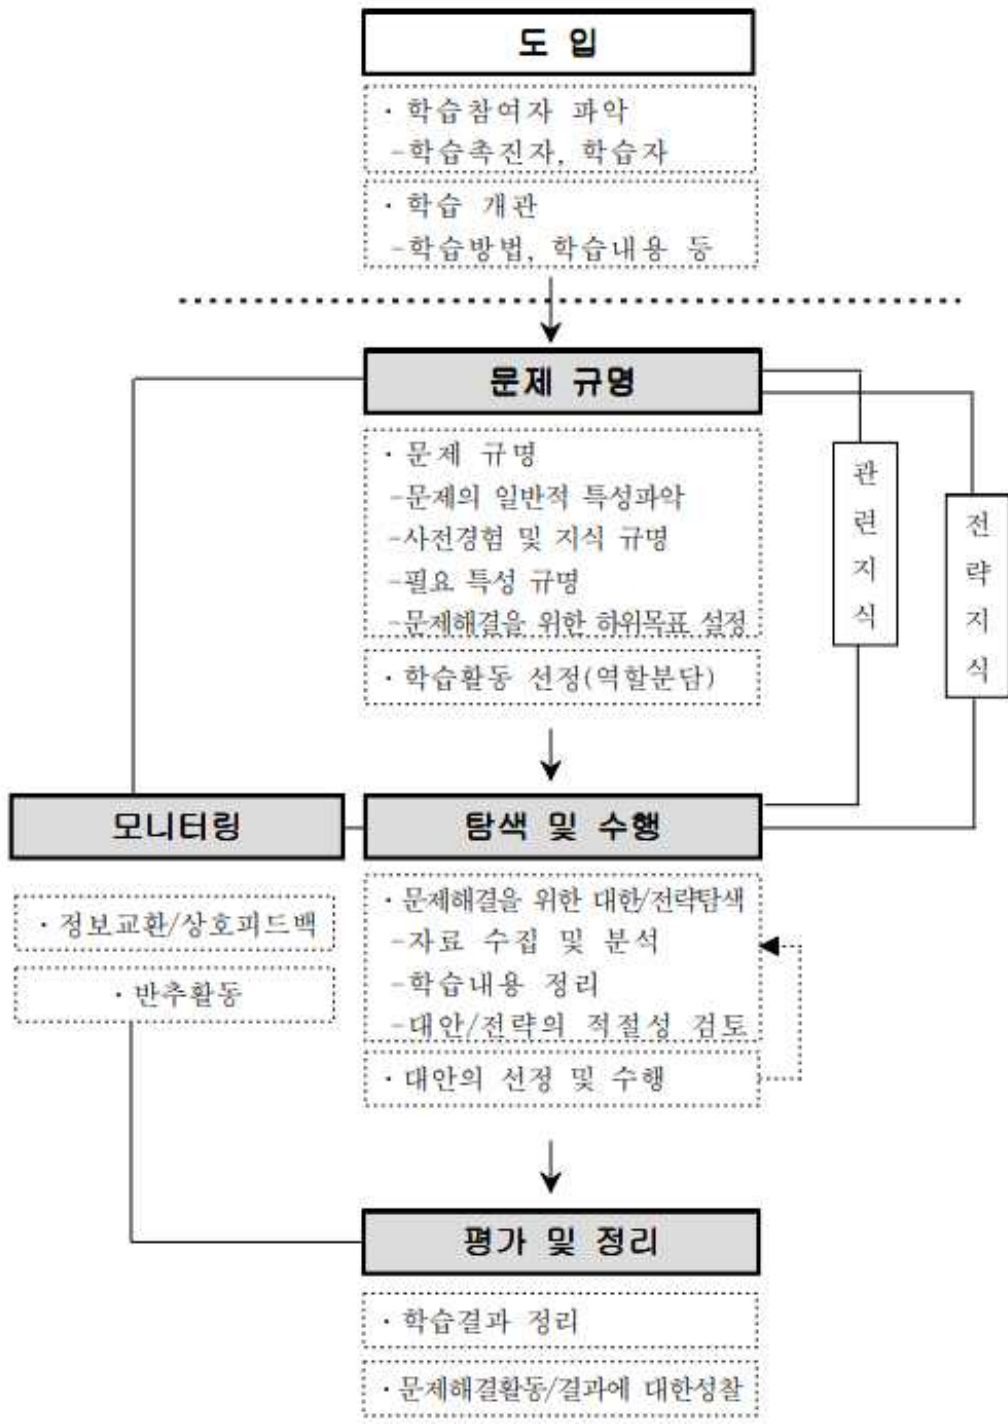 도 입
· 학습참여자 파악
-학습촉진자, 학습자
· 학습 개관
-학습방법, 학습내용 등
문제 규명
· 문제 규명
-문제의 일반적 특성파악
-사전경험 및 지식 규명
-필요 특성 규명
-문제해결을 위한 하위목표 설정
· 학습활동 선정(역할분담)
관련지식
전략지식
모니터링
· 정보교환/상호피드백
· 반추활동
탐색 및 수행
· 문제해결을 위한 대한/전략탐색
-자료 수집 및 분석
-학습내용 정리
-대안/전략의 적절성 검토
· 대안의 선정 및 수행
평가 및 정리
· 학습결과 정리
· 문제해결활동/결과에 대한성찰